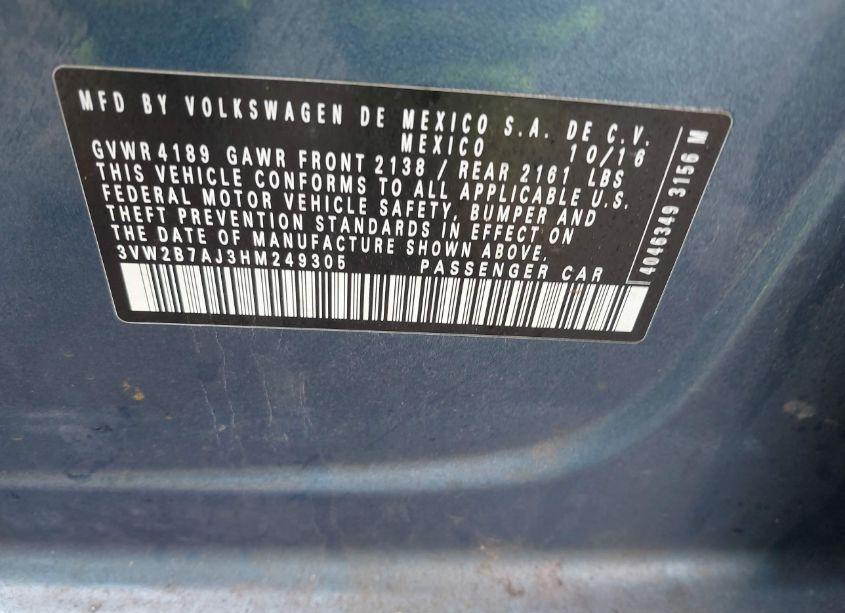 MFD BY VOLKSWAGEN DE MEXICO S.A. DE C.V.
MEXICO 10/16
GVWR 4189 GAWR FRONT 2138 / REAR 2161 LBS
THIS VEHICLE CONFORMS TO ALL APPLICABLE U.S.
FEDERAL MOTOR VEHICLE SAFETY, BUMPER AND
THEFT PREVENTION STANDARDS IN EFFECT ON
THE DATE OF MANUFACTURE SHOWN ABOVE.
3VW2B7AJ3HM249305 PASSENGER CAR
4046349 3156 M